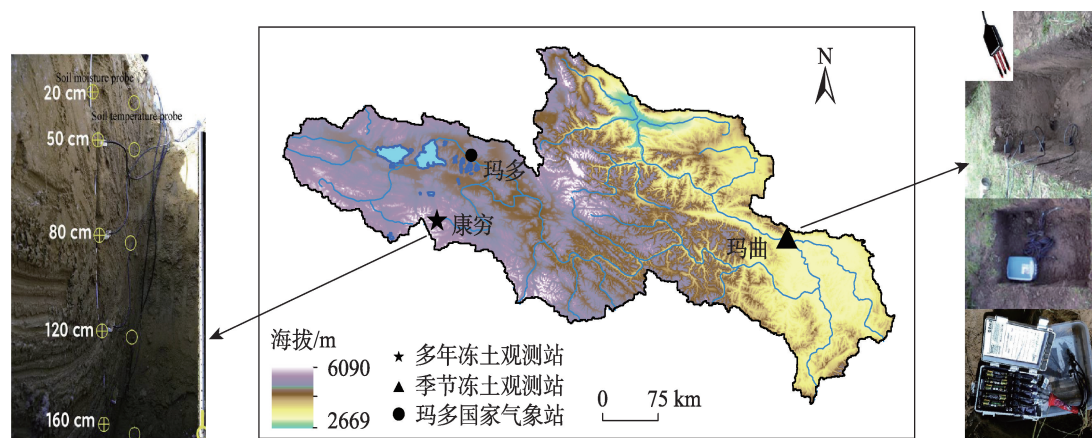 Soil moisture probe
20 cm
Soil temperature probe
50 cm
80 cm
120 cm
160 cm
N
玛多
康穷
玛曲
海拔/m
6090
2669
多年冻土观测站
季节冻土观测站
玛多国家气象站
0 75 km